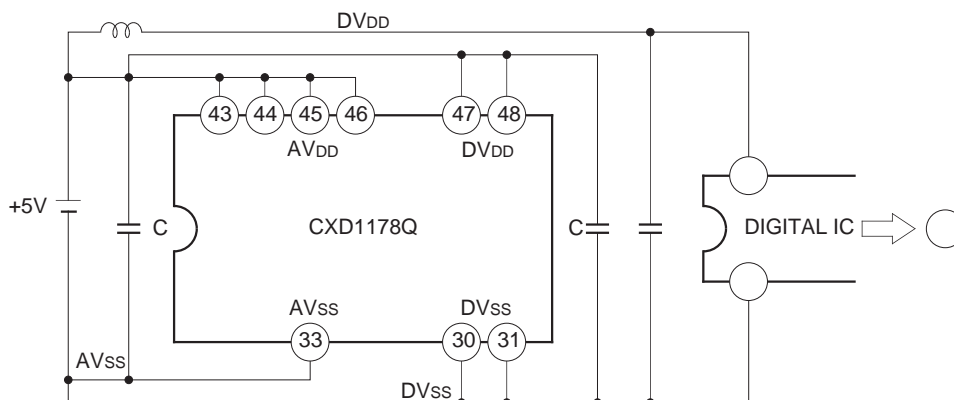 DVDD
43 44 45 46 47 48
AVDD DVDD
+5V C CXD1178Q C DIGITAL IC
AVSS DVSS
33 30 31
AVSS
DVSS